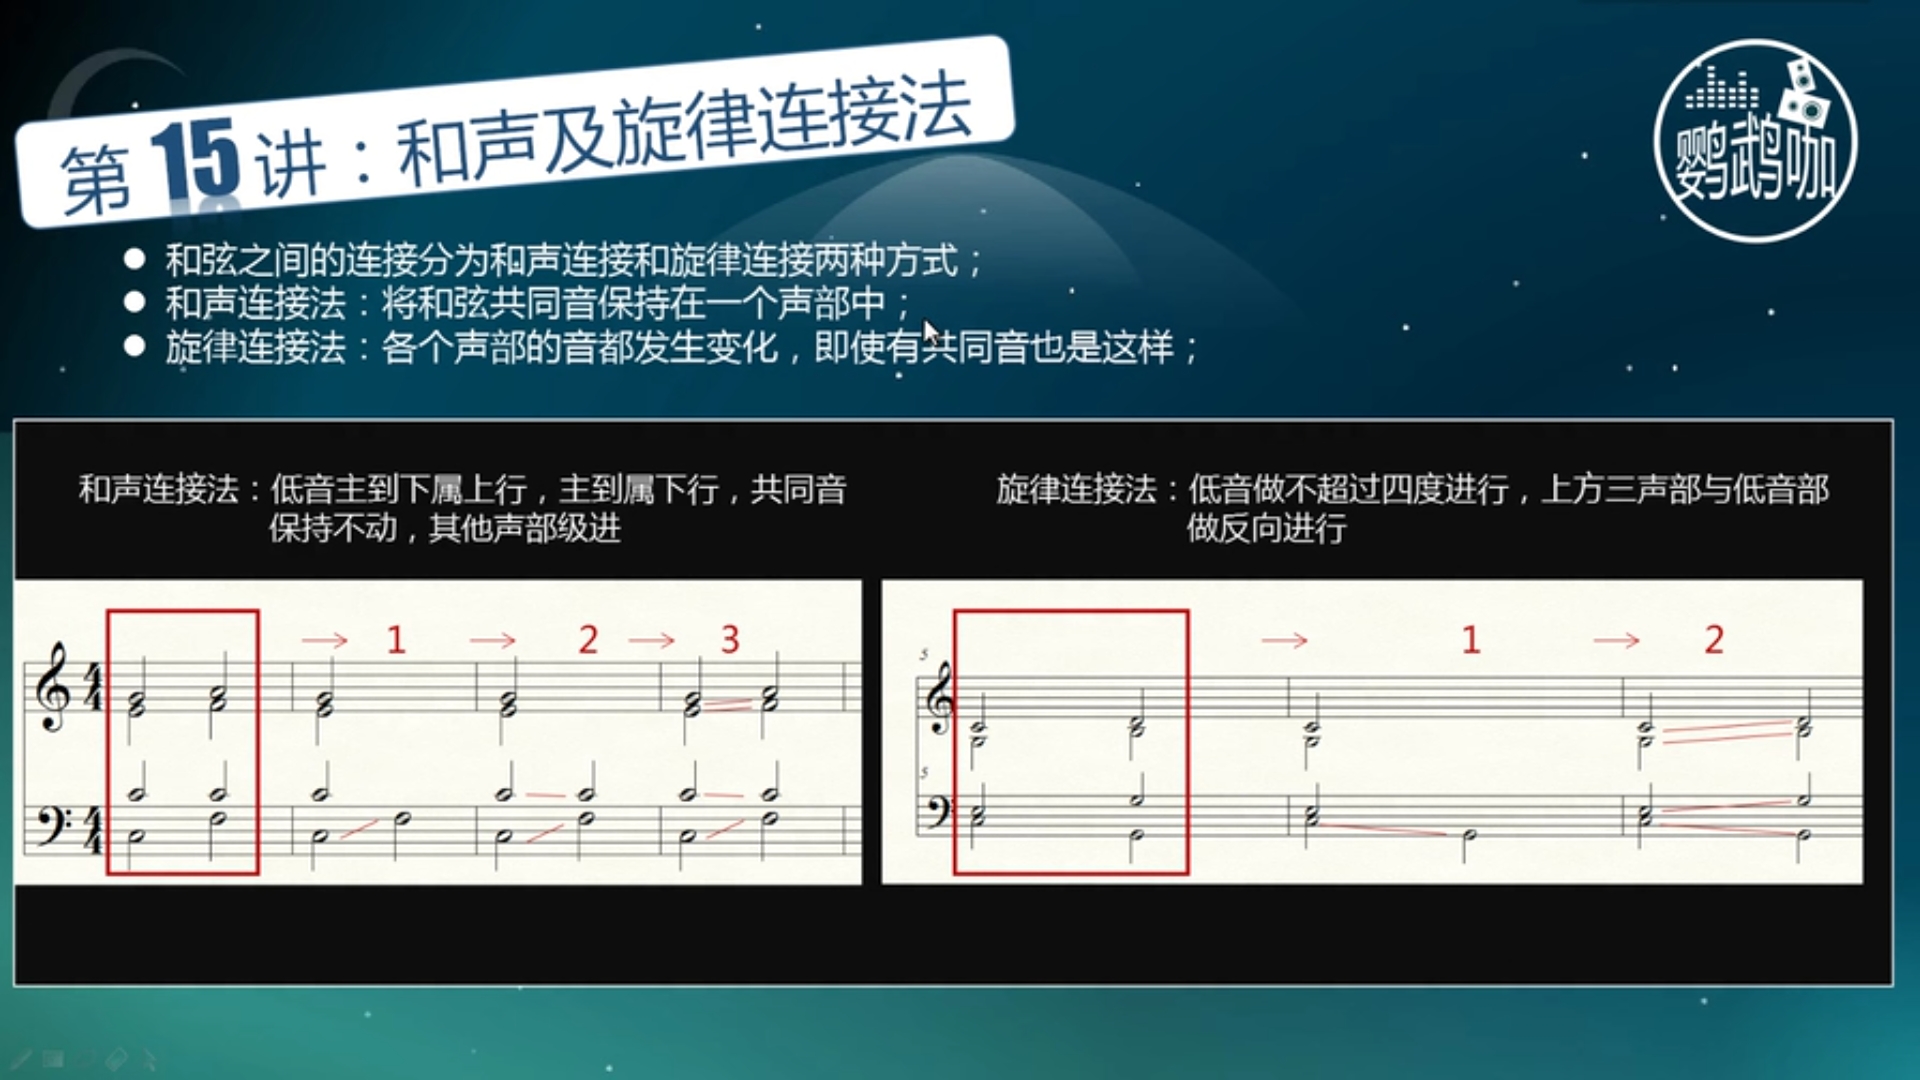 第15讲：和声及旋律连接法
鹦鹉咖
和弦之间的连接分为和声连接和旋律连接两种方式；
和声连接法：将和弦共同音保持在一个声部中；
旋律连接法：各个声部的音都发生变化，即使有共同音也是这样；
和声连接法：低音主到下属上行，主到属下行，共同音
保持不动，其他声部级进
旋律连接法：低音做不超过四度进行，上方三声部与低音部
做反向进行
→ 1 → 2 → 3
4
4
4
4
→ 1 → 2
5
5